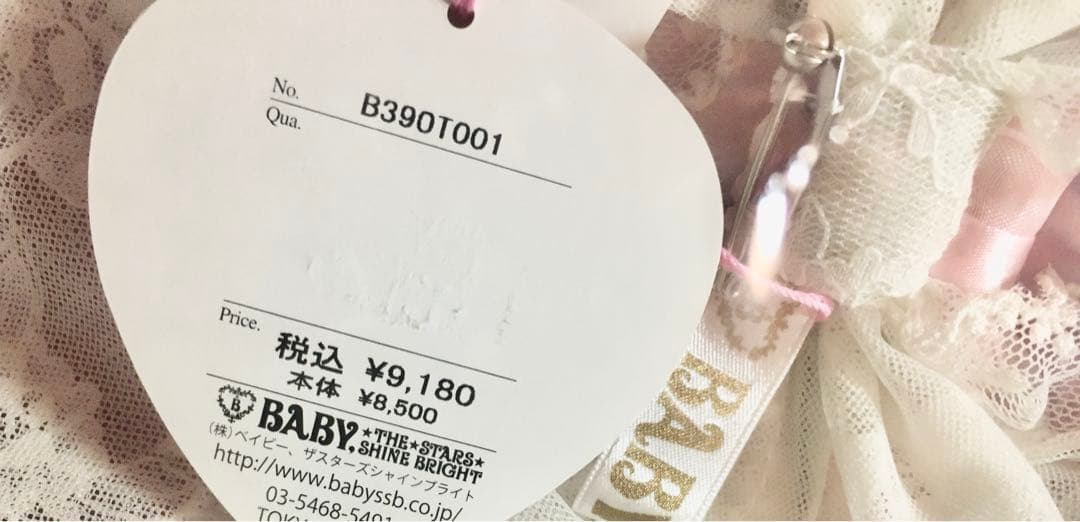 No. B39OT001
Qua.
Price.
税込 ¥9,180
本体 ¥8,500
B BABY, ★THE★STARS★
SHINE BRIGHT
(株)ベイビー、ザスターズシャインブライト
http://www.babyssb.co.jp/
03-5468-5491
TOKYO
BABY